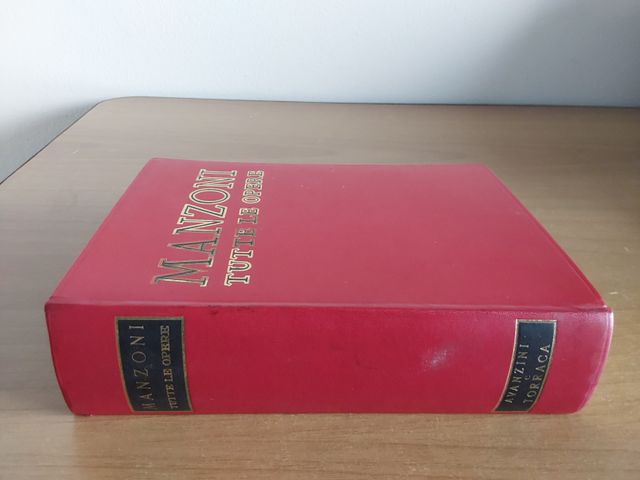 MANZONI
TUTTE LE OPERE
MANZONI
TUTTE LE OPERE
AVANZINI
E
TORRACA